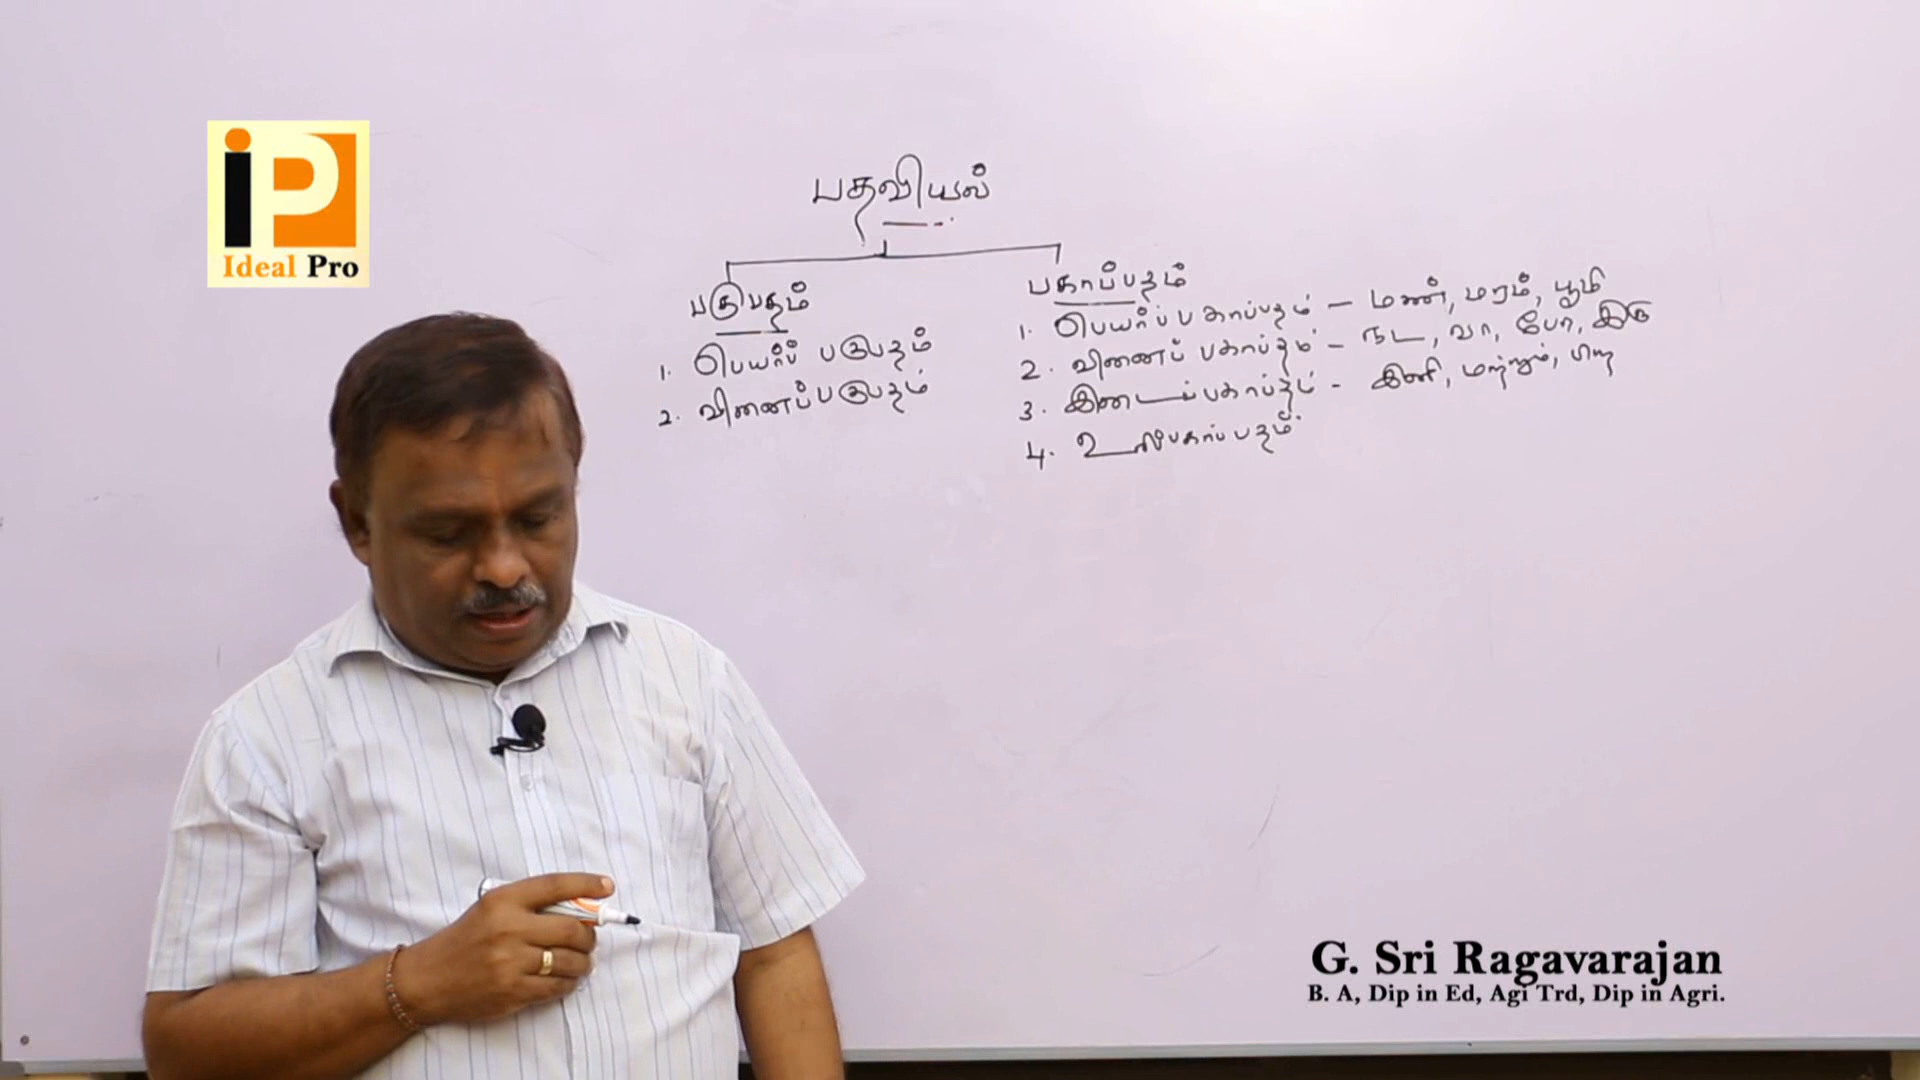 iP
Ideal Pro
பதவியல்
பகுபதம்
1. பெயர்ப் பகுபதம்
2. வினைப்பகுபதம்
பகாப்பதம்
1. பெயர்ப்பகாப்பதம் - மண், மரம், பூமி
2. வினைப் பகாப்பதம் - நட, வா, போ, இரு
3. இடைப்பகாப்பதம் - இனி, மற்றும், பிற
4. உரிப்பகாப்பதம்.
G. Sri Ragavarajan
B. A, Dip in Ed, Agi Trd, Dip in Agri.